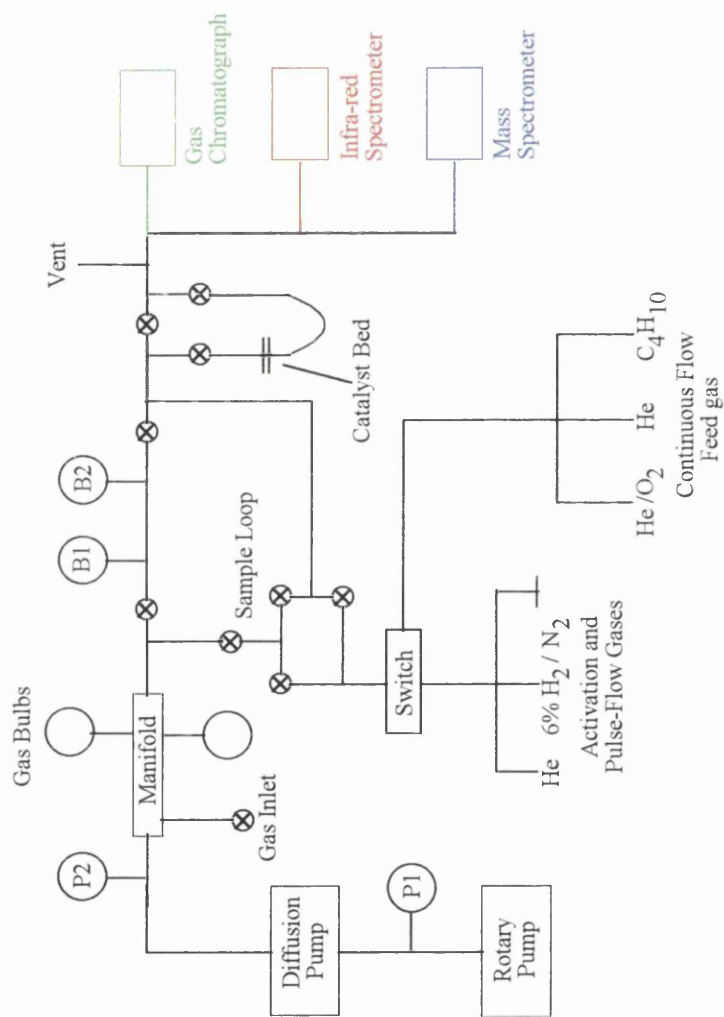 Gas
Chromatograph
Infra-red
Spectrometer
Mass
Spectrometer
Vent
Catalyst Bed
B2
B1
Sample Loop
Gas Bulbs
Manifold
Gas Inlet
P2
Diffusion
Pump
P1
Rotary
Pump
Switch
He
6% H₂ / N₂
Activation and
Pulse-Flow Gases
He/O₂
He
C₄H₁₀
Continuous Flow
Feed gas